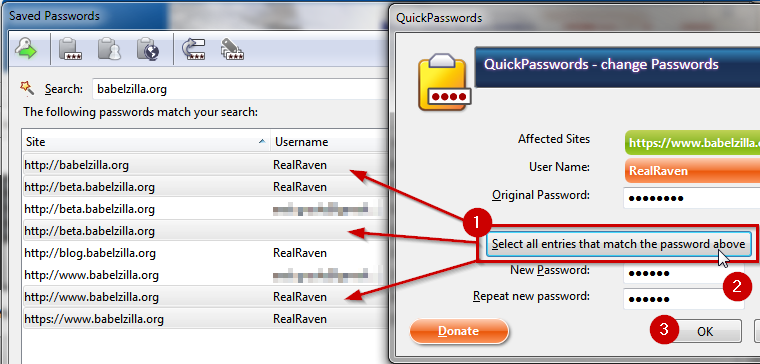 Saved Passwords
Search: babelzilla.org
The following passwords match your search:
Site Username
http://babelzilla.org RealRaven
http://beta.babelzilla.org RealRaven
http://beta.babelzilla.org
http://beta.babelzilla.org
http://blog.babelzilla.org RealRaven
http://www.babelzilla.org
http://www.babelzilla.org RealRaven
https://www.babelzilla.org RealRaven
QuickPasswords
QuickPasswords - change Passwords
Affected Sites https://www.babelzilla.o
User Name: RealRaven
Original Password:
1
Select all entries that match the password above
New Password:
2
Repeat new password:
Donate
3
OK